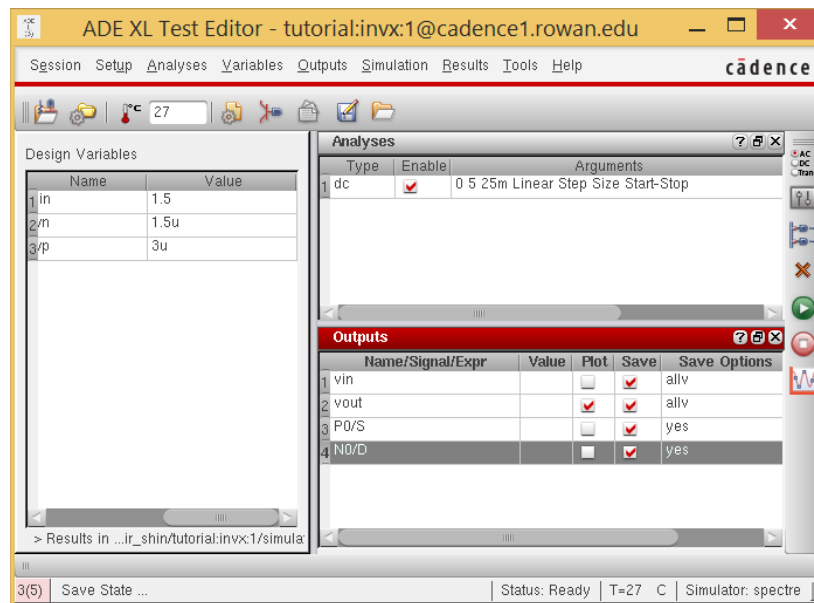 ADE XL Test Editor - tutorial:invx:1@cadence1.rowan.edu
Session Setup Analyses Variables Outputs Simulation Results Tools Help
cādence
°C 27
Design Variables
Name Value
1 in 1.5
2 /n 1.5u
3 /p 3u
> Results in ...ir_shin/tutorial:invx:1/simula
Analyses
Type Enable Arguments
1 dc 0 5 25m Linear Step Size Start-Stop
Outputs
Name/Signal/Expr Value Plot Save Save Options
1 vin allv
2 vout allv
3 P0/S yes
4 N0/D yes
AC
DC
Tran
3(5) Save State ...
Status: Ready T=27 C Simulator: spectre